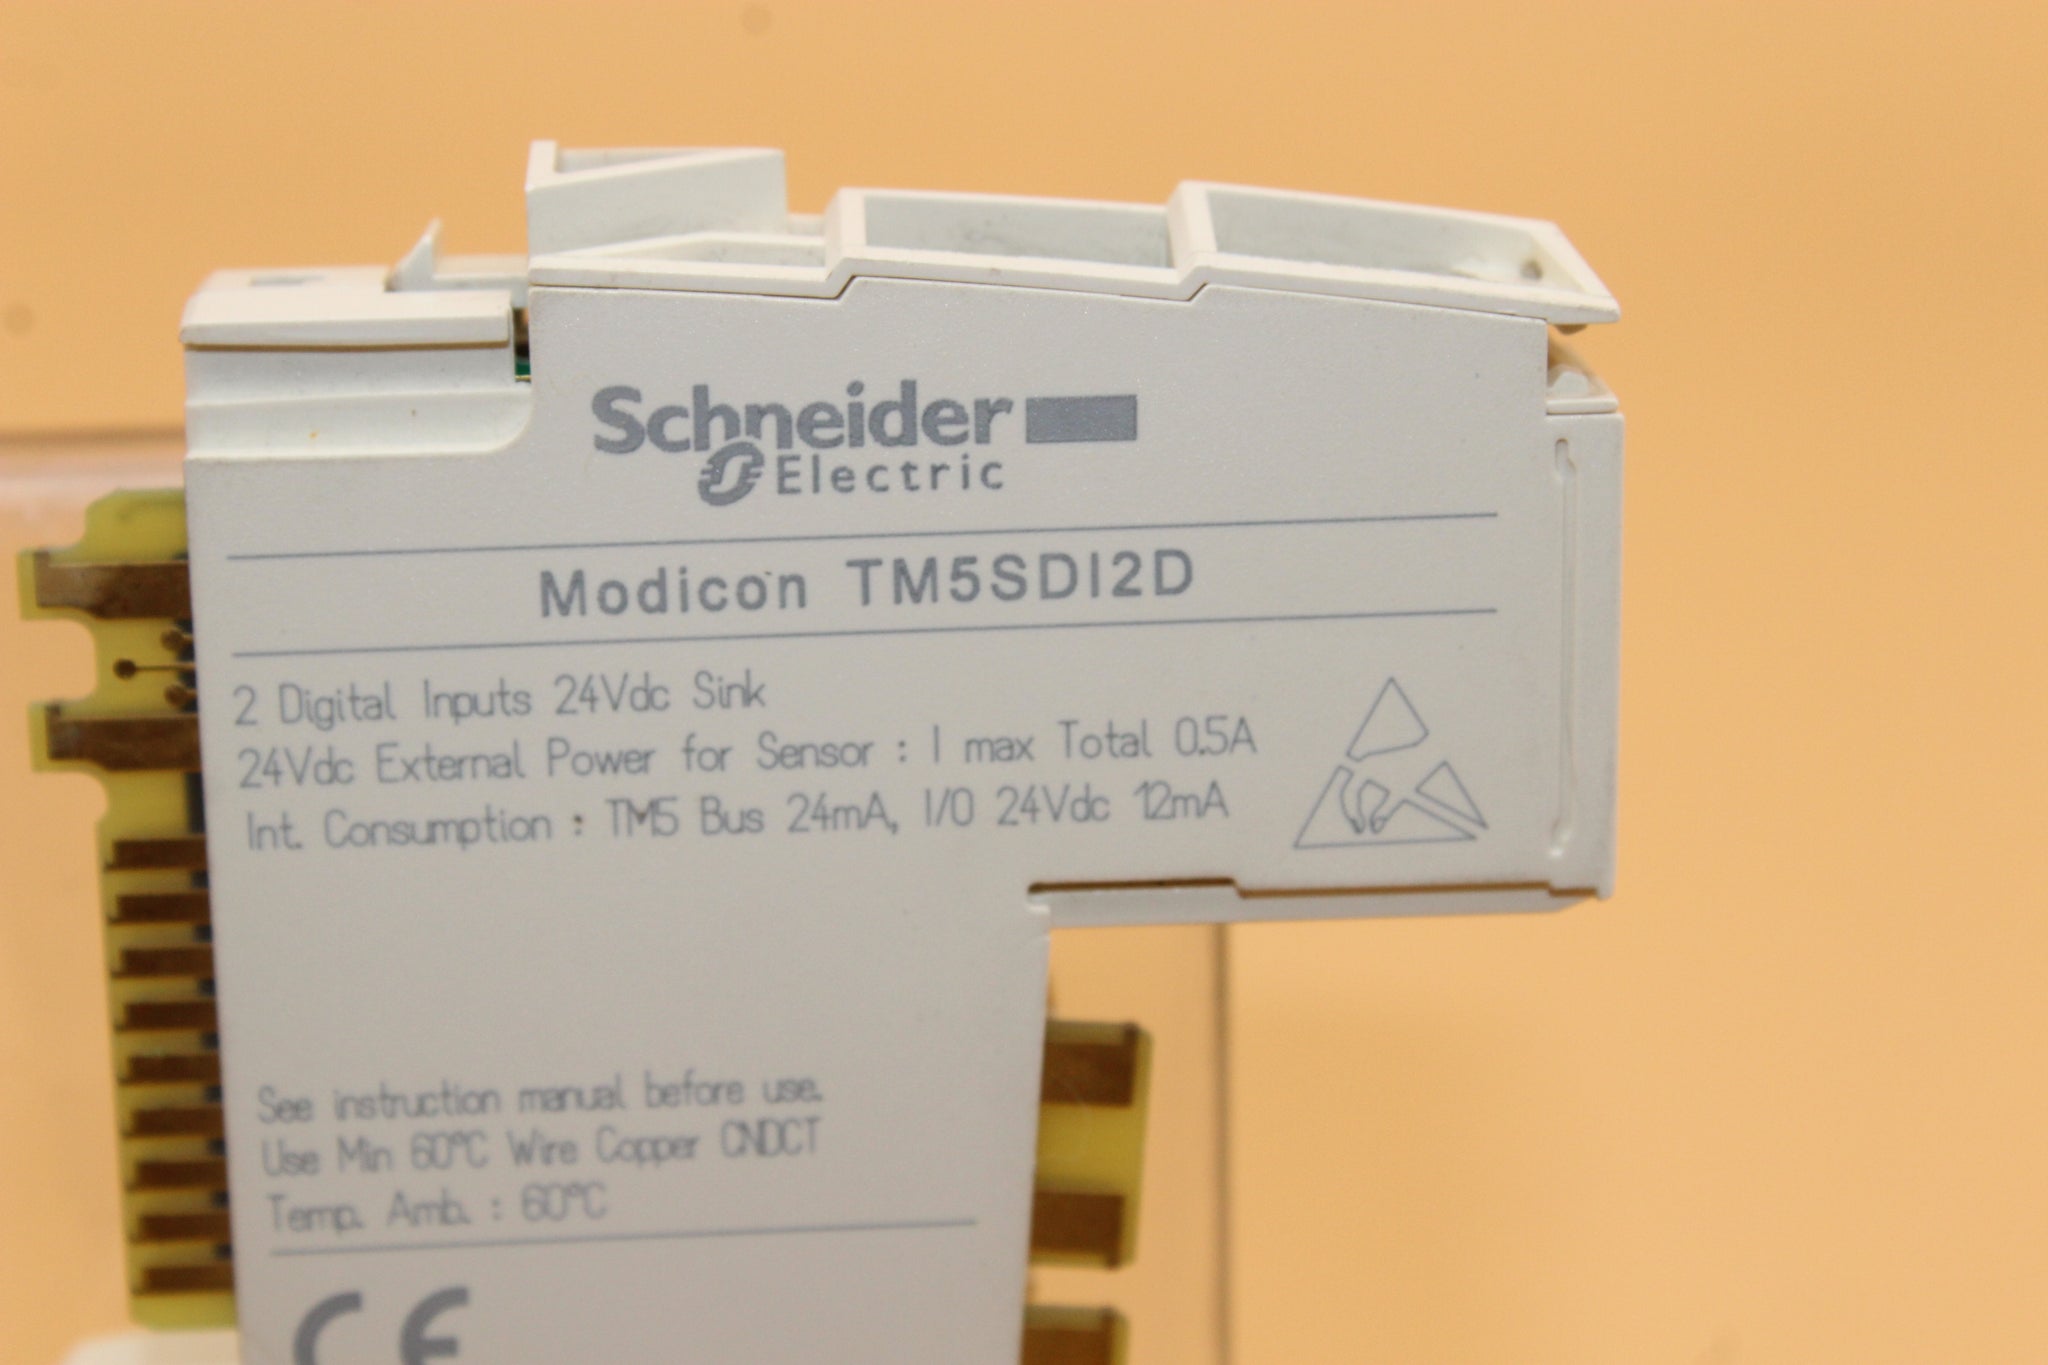 Schneider
Electric
Modicon TM5SDI2D
2 Digital Inputs 24Vdc Sink
24Vdc External Power for Sensor : I max Total 0.5A
Int. Consumption : TM5 Bus 24mA, I/O 24Vdc 12mA
See instruction manual before use.
Use Min 60°C Wire Copper CNDCT
Temp. Amb. : 60°C
CE